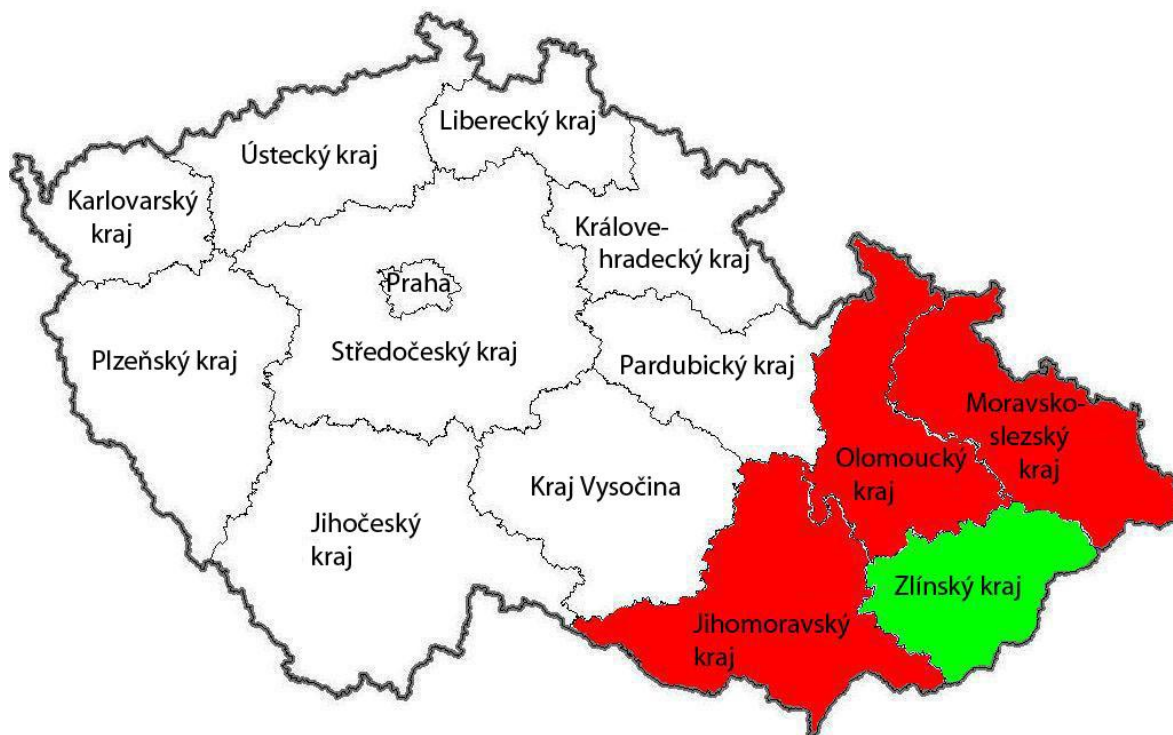 Liberecký kraj
Ústecký kraj
Karlovarský
kraj
Králove-
hradecký kraj
Praha
Plzeňský kraj
Středočeský kraj
Pardubický kraj
Moravsko-
slezský
kraj
Olomoucký
kraj
Kraj Vysočina
Jihočeský
kraj
Zlínský kraj
Jihomoravský
kraj